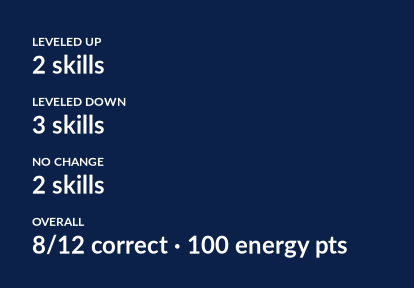 LEVELED UP
2 skills
LEVELED DOWN
3 skills
NO CHANGE
2 skills
OVERALL
8/12 correct · 100 energy pts